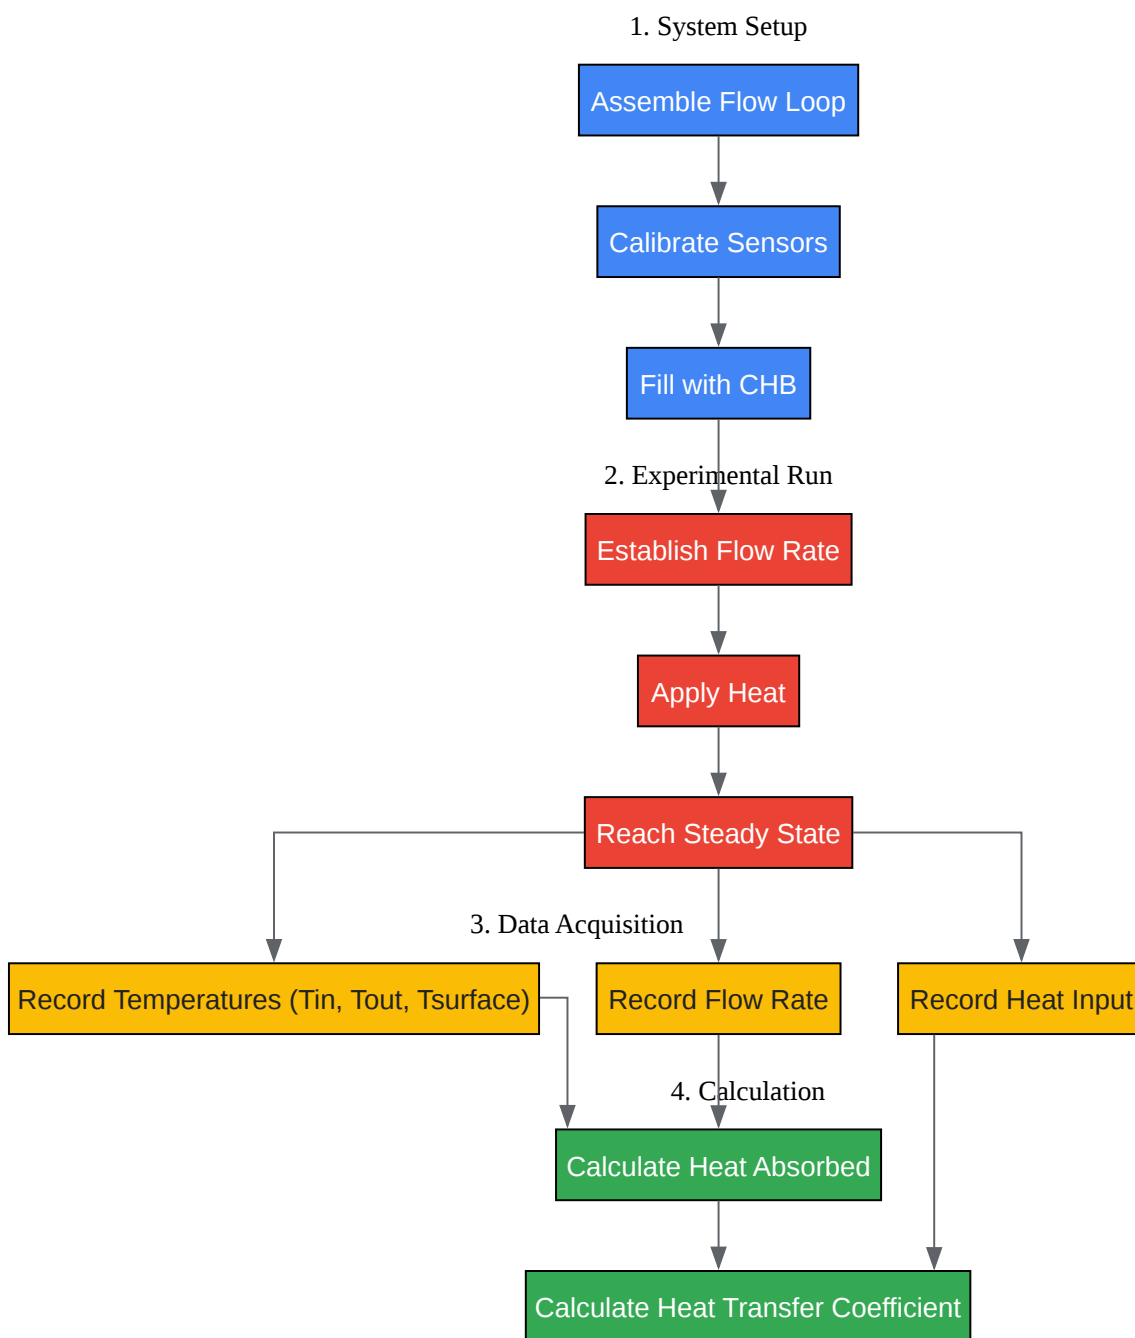 1. System Setup
Assemble Flow Loop
Calibrate Sensors
Fill with CHB
2. Experimental Run
Establish Flow Rate
Apply Heat
Reach Steady State
3. Data Acquisition
Record Temperatures (Tin, Tout, Tsurface)
Record Flow Rate
Record Heat Input
4. Calculation
Calculate Heat Absorbed
Calculate Heat Transfer Coefficient